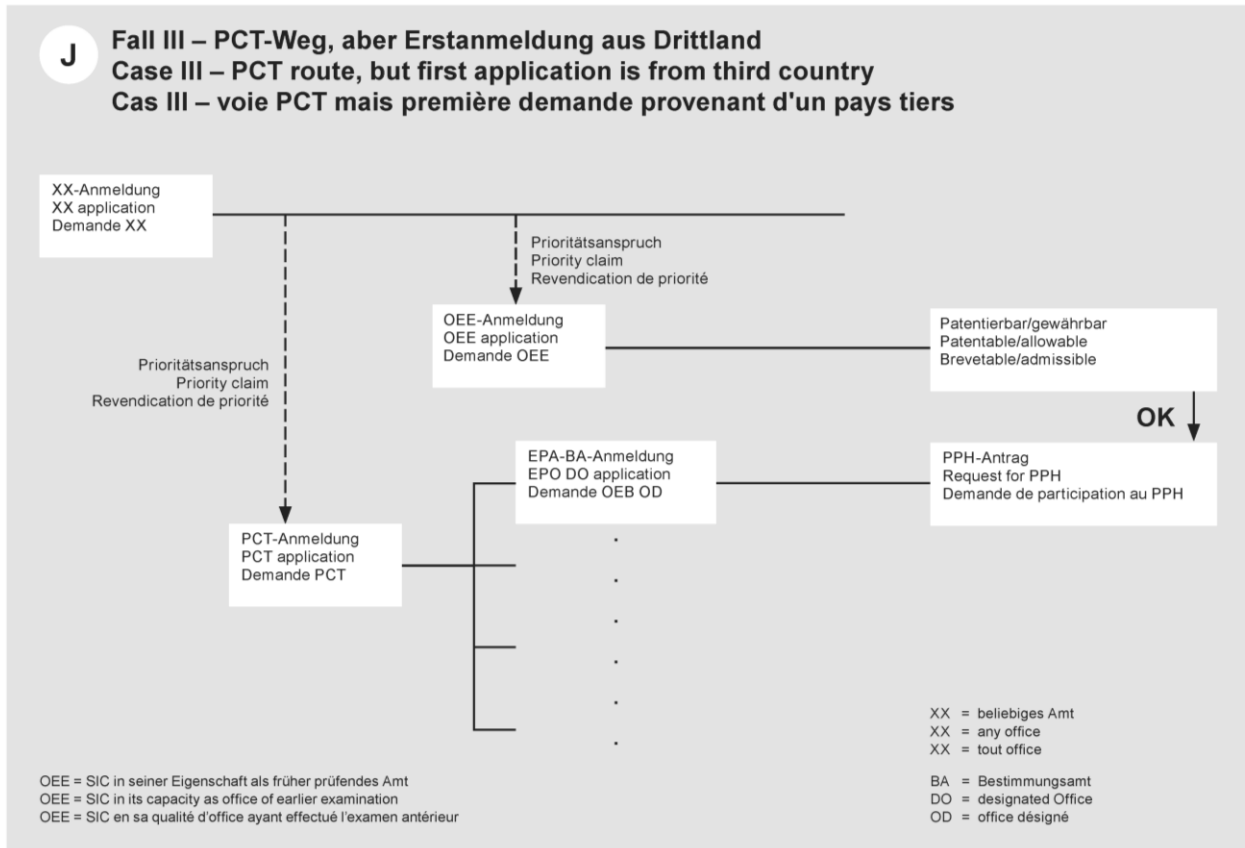 J
Fall III – PCT-Weg, aber Erstanmeldung aus Drittland
Case III – PCT route, but first application is from third country
Cas III – voie PCT mais première demande provenant d'un pays tiers
XX-Anmeldung
XX application
Demande XX
Prioritätsanspruch
Priority claim
Revendication de priorité
OEE-Anmeldung
OEE application
Demande OEE
Patentierbar/gewährbar
Patentable/allowable
Brevetable/admissible
Prioritätsanspruch
Priority claim
Revendication de priorité
OK
EPA-BA-Anmeldung
EPO DO application
Demande OEB OD
PPH-Antrag
Request for PPH
Demande de participation au PPH
PCT-Anmeldung
PCT application
Demande PCT
XX = beliebiges Amt
XX = any office
XX = tout office
OEE = SIC in seiner Eigenschaft als früher prüfendes Amt
OEE = SIC in its capacity as office of earlier examination
OEE = SIC en sa qualité d'office ayant effectué l'examen antérieur
BA = Bestimmungsamt
DO = designated Office
OD = office désigné